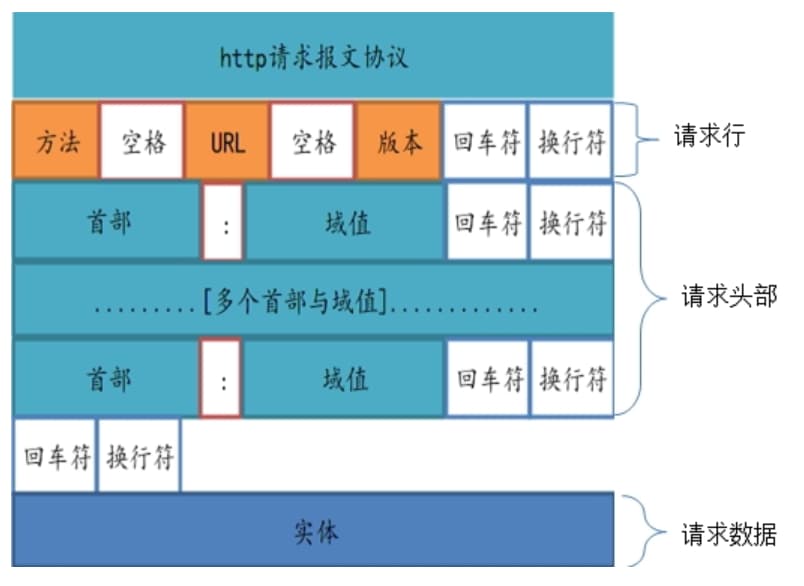 http请求报文协议
方法 空格 URL 空格 版本 回车符 换行符 请求行
首部 : 域值 回车符 换行符
.........[多个首部与域值]............. 请求头部
首部 : 域值 回车符 换行符
回车符 换行符
实体 请求数据